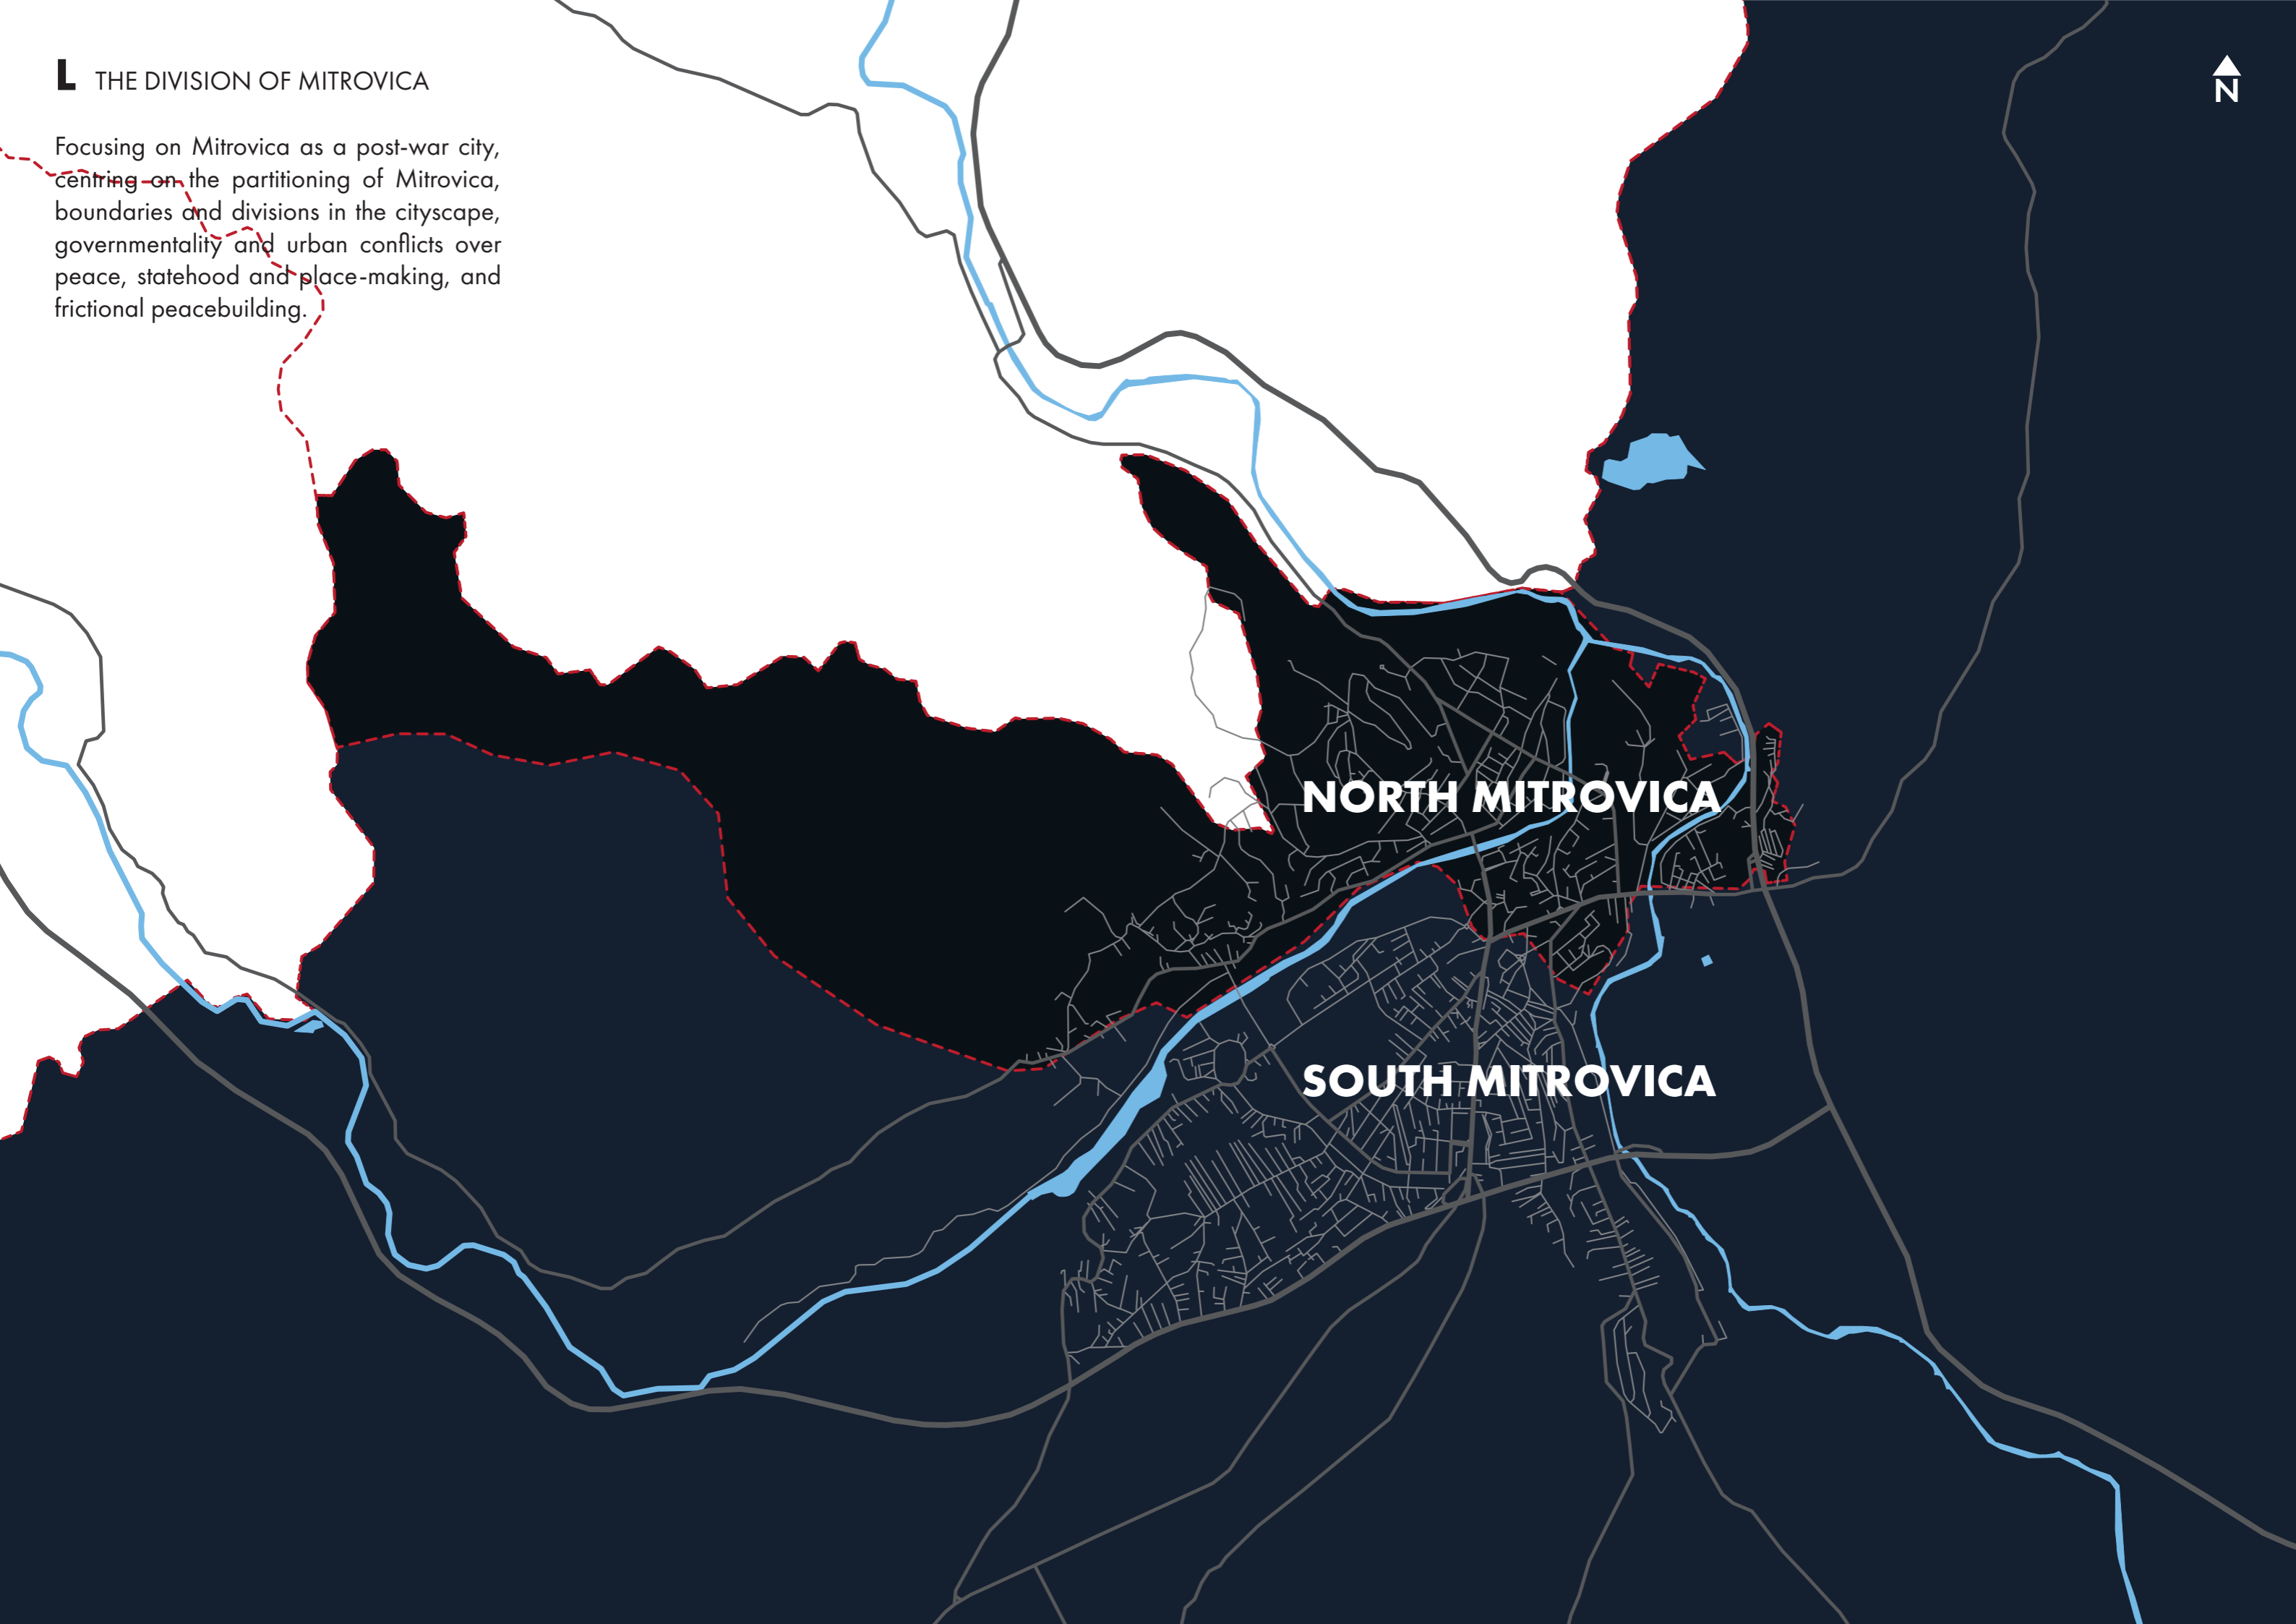 L THE DIVISION OF MITROVICA
Focusing on Mitrovica as a post-war city,
centring on the partitioning of Mitrovica,
boundaries and divisions in the cityscape,
governmentality and urban conflicts over
peace, statehood and place-making, and
frictional peacebuilding.
N
NORTH MITROVICA
SOUTH MITROVICA